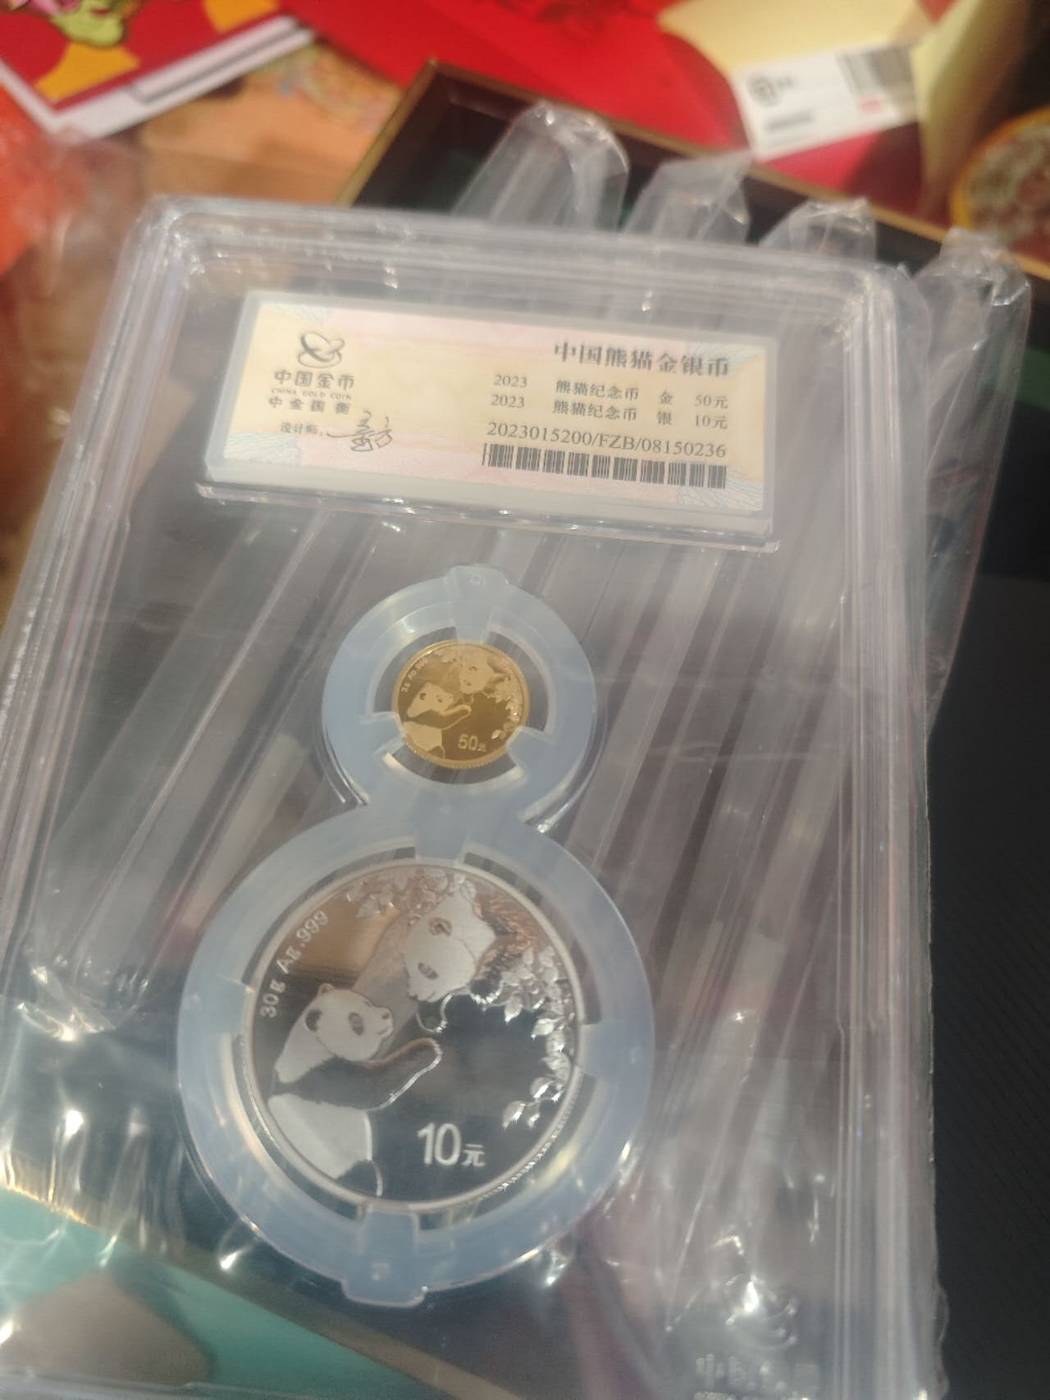 中国熊猫金银币
中国金币
CHINA GOLD COIN
中金国衡
设计师:
2023 熊猫纪念币 金 50元
2023 熊猫纪念币 银 10元
2023015200/FZB/08150236
50元
30g Ag.999
10元